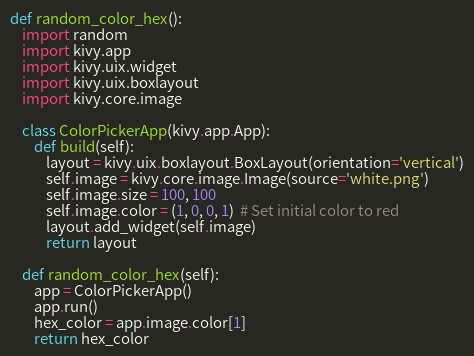 def random_color_hex():
    import random
    import kivy.app
    import kivy.uix.widget
    import kivy.uix.boxlayout
    import kivy.core.image

    class ColorPickerApp(kivy.app.App):
        def build(self):
            layout = kivy.uix.boxlayout.BoxLayout(orientation='vertical')
            self.image = kivy.core.image.Image(source='white.png')
            self.image.size = 100, 100
            self.image.color = (1, 0, 0, 1)  # Set initial color to red
            layout.add_widget(self.image)
            return layout

    def random_color_hex(self):
        app = ColorPickerApp()
        app.run()
        hex_color = app.image.color[1]
        return hex_color